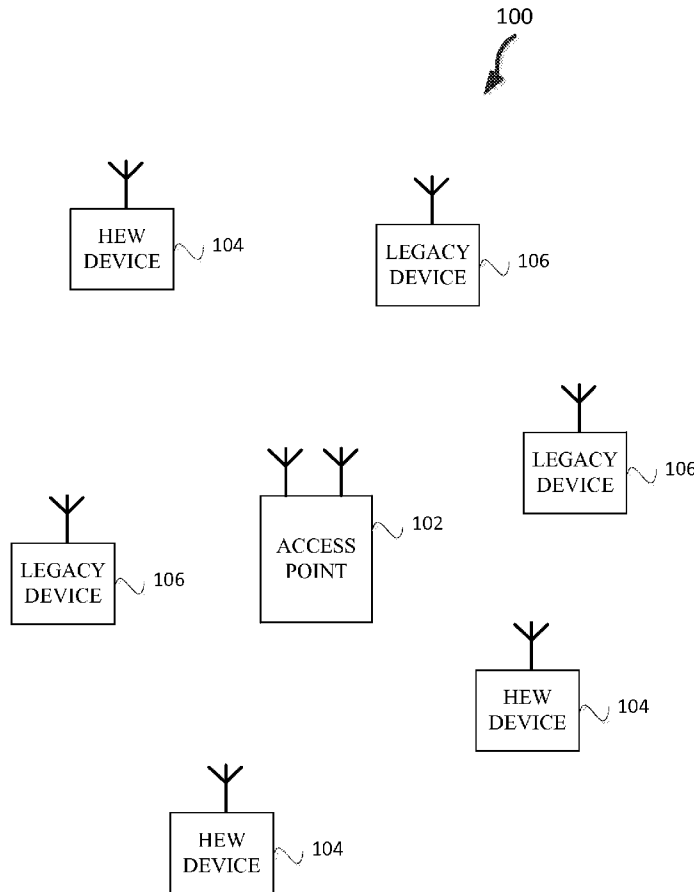 100
HEW
DEVICE
104
LEGACY
DEVICE
106
LEGACY
DEVICE
106
ACCESS
POINT
102
LEGACY
DEVICE
106
HEW
DEVICE
104
HEW
DEVICE
104